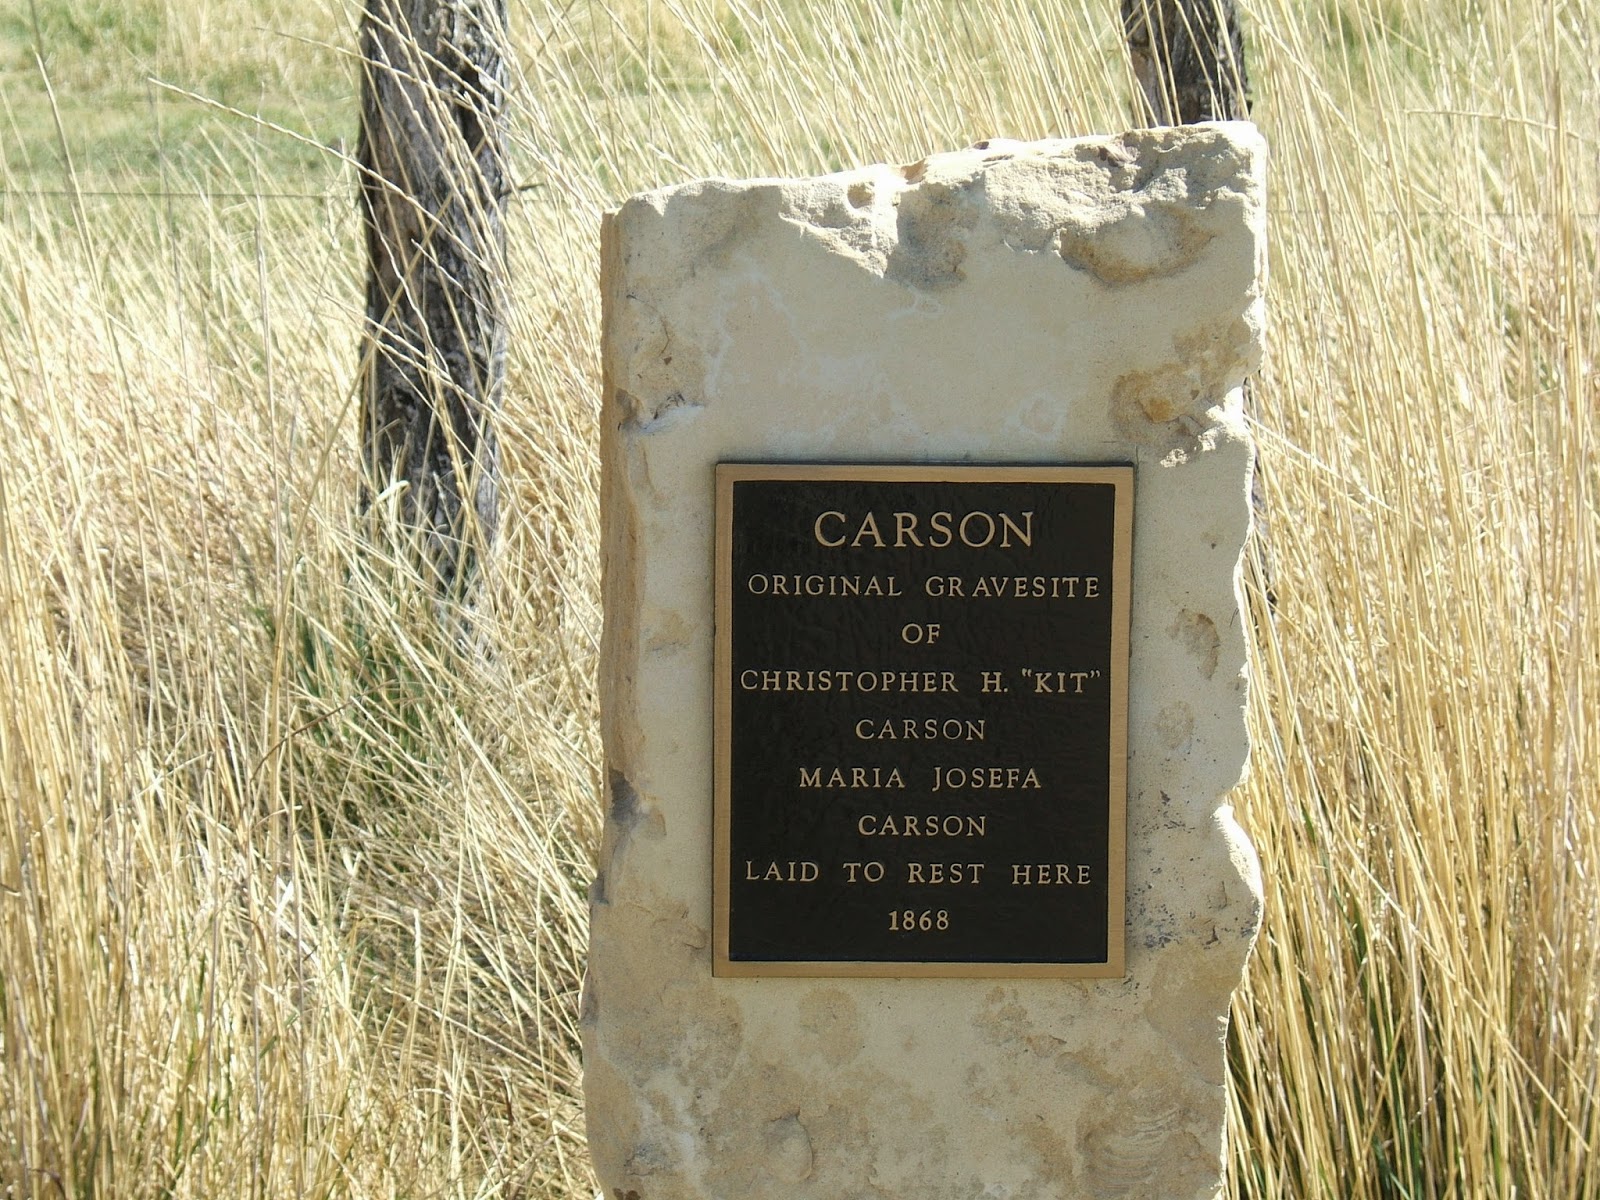 CARSON
ORIGINAL GRAVESITE
OF
CHRISTOPHER H. "KIT"
CARSON
MARIA JOSEFA
CARSON
LAID TO REST HERE
1868